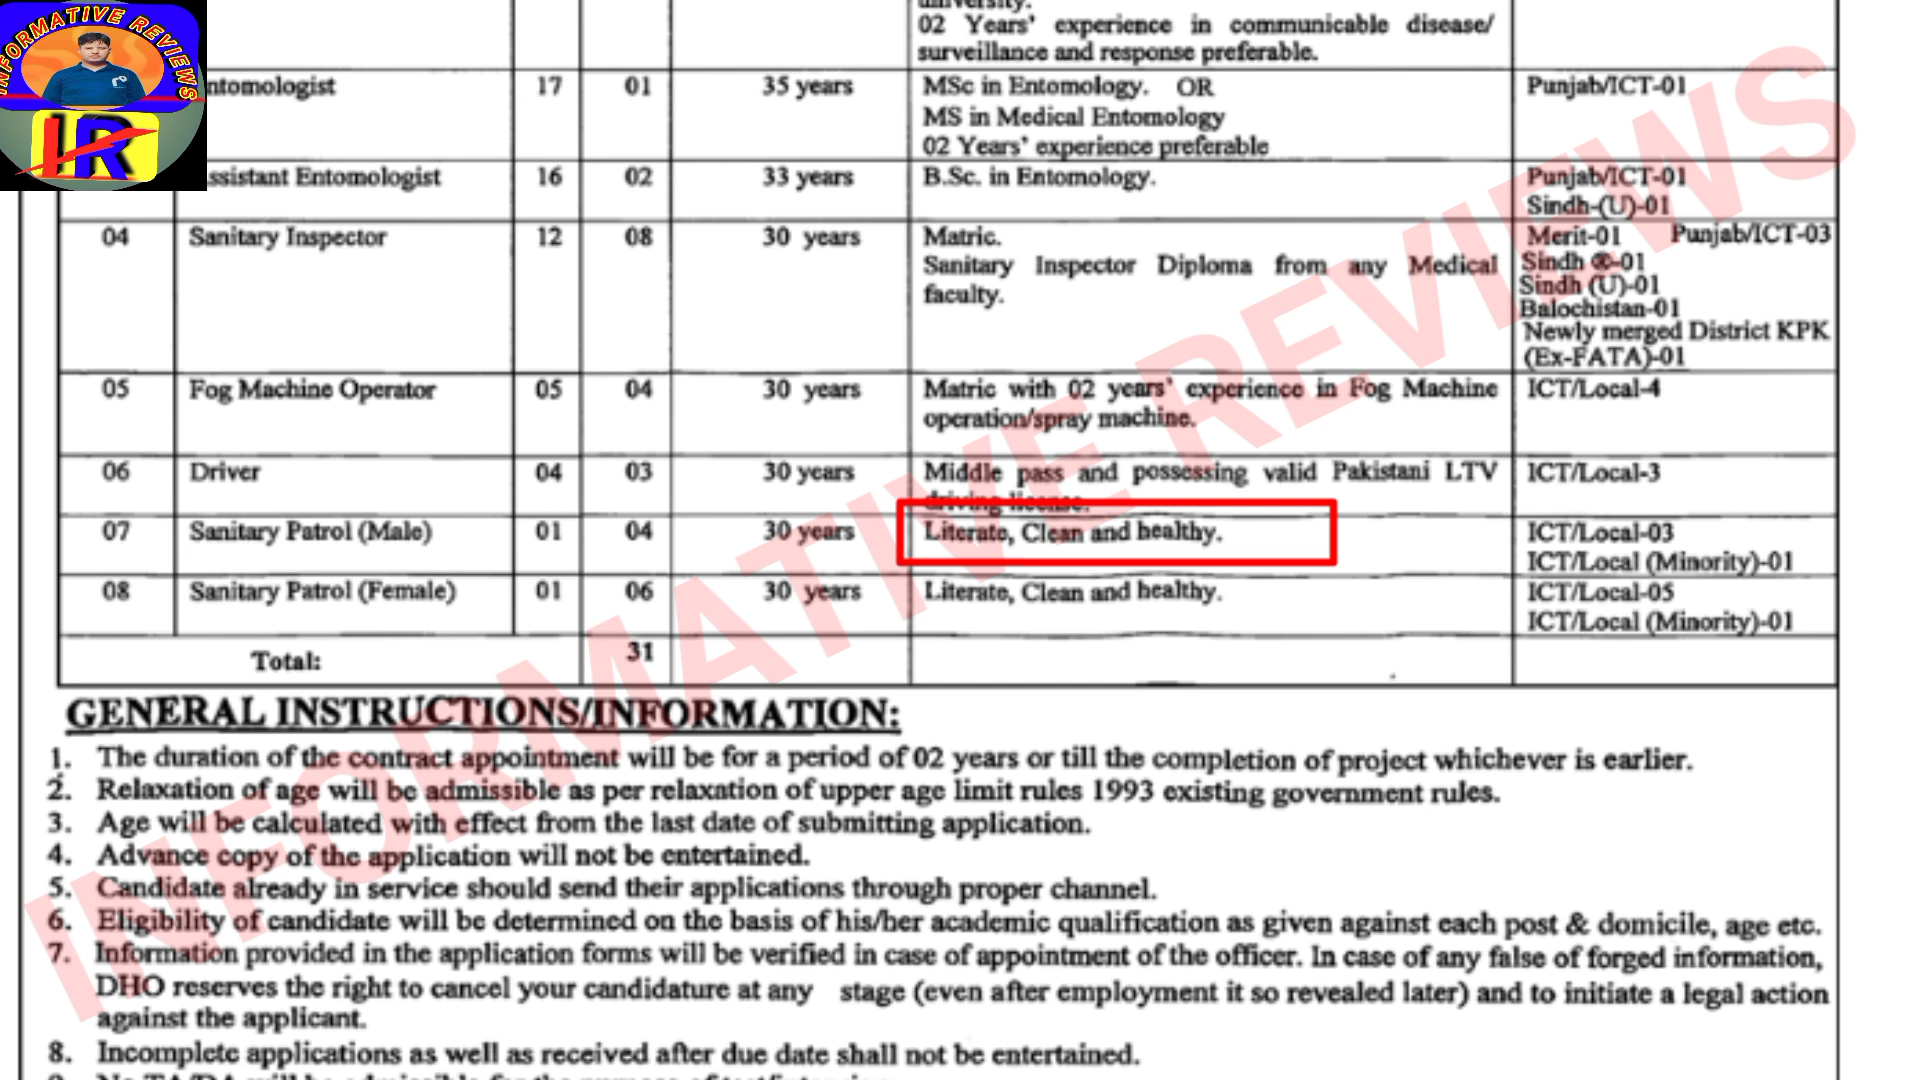 INFORMATIVE REVIEWS
IR
university.
02 Years' experience in communicable disease/
surveillance and response preferable.
ntomologist 17 01 35 years MSc in Entomology. OR Punjab/ICT-01
MS in Medical Entomology
02 Years' experience preferable
ssistant Entomologist 16 02 33 years B.Sc. in Entomology. Punjab/ICT-01
Sindh-(U)-01
04 Sanitary Inspector 12 08 30 years Matric. Merit-01 Punjab/ICT-03
Sanitary Inspector Diploma from any Medical Sindh ®-01
faculty. Sindh (U)-01
Balochistan-01
Newly merged District KPK
(Ex-FATA)-01
05 Fog Machine Operator 05 04 30 years Matric with 02 years' experience in Fog Machine ICT/Local-4
operation/spray machine.
06 Driver 04 03 30 years Middle pass and possessing valid Pakistani LTV ICT/Local-3
driving license.
07 Sanitary Patrol (Male) 01 04 30 years Literate, Clean and healthy. ICT/Local-03
ICT/Local (Minority)-01
08 Sanitary Patrol (Female) 01 06 30 years Literate, Clean and healthy. ICT/Local-05
ICT/Local (Minority)-01
Total: 31
GENERAL INSTRUCTIONS/INFORMATION:
1. The duration of the contract appointment will be for a period of 02 years or till the completion of project whichever is earlier.
2. Relaxation of age will be admissible as per relaxation of upper age limit rules 1993 existing government rules.
3. Age will be calculated with effect from the last date of submitting application.
4. Advance copy of the application will not be entertained.
5. Candidate already in service should send their applications through proper channel.
6. Eligibility of candidate will be determined on the basis of his/her academic qualification as given against each post & domicile, age etc.
7. Information provided in the application forms will be verified in case of appointment of the officer. In case of any false of forged information,
DHO reserves the right to cancel your candidature at any stage (even after employment it so revealed later) and to initiate a legal action
against the applicant.
8. Incomplete applications as well as received after due date shall not be entertained.
INFORMATIVE REVIEWS